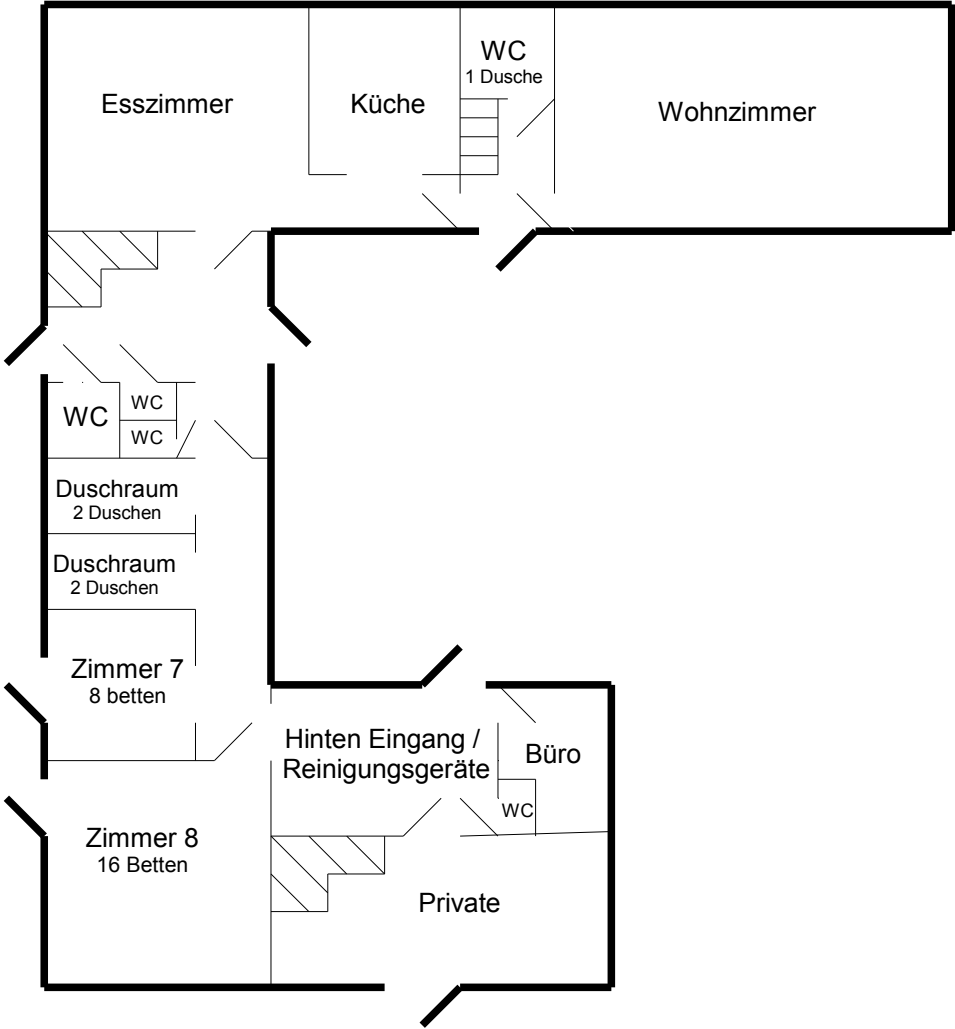 Esszimmer
Küche
WC
1 Dusche
Wohnzimmer
WC
WC
WC
Duschraum
2 Duschen
Duschraum
2 Duschen
Zimmer 7
8 betten
Hinten Eingang /
Reinigungsgeräte
Büro
WC
Zimmer 8
16 Betten
Private